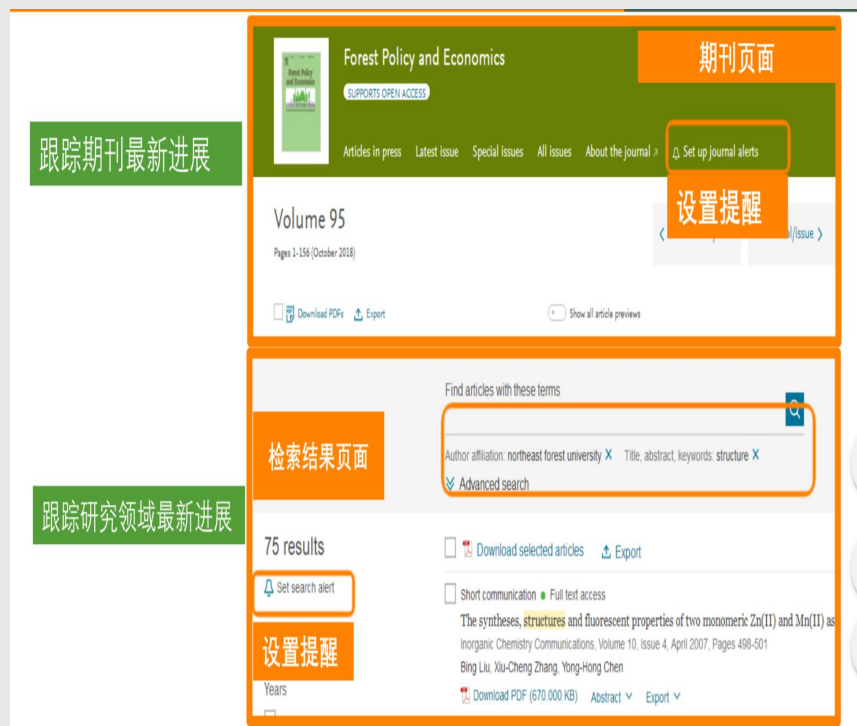 跟踪期刊最新进展
Forest Policy and Economics
Forest Policy and Economics
SUPPORTS OPEN ACCESS
期刊页面
Articles in press Latest issue Special issues All issues About the journal Set up journal alerts
设置提醒
Volume 95
Pages 1-156 (October 2018)
ol/issue
Download PDFs Export Show all article previews
跟踪研究领域最新进展
检索结果页面
Find articles with these terms
Author affiliation: northeast forest university X Title, abstract, keywords: structure X
Advanced search
75 results
Download selected articles Export
Set search alert
设置提醒
Years
Short communication Full text access
The syntheses, structures and fluorescent properties of two monomeric Zn(II) and Mn(II) as
Inorganic Chemistry Communications, Volume 10, Issue 4, April 2007, Pages 498-501
Bing Liu, Xiu-Cheng Zhang, Yong-Hong Chen
Download PDF (670.000 KB) Abstract Export